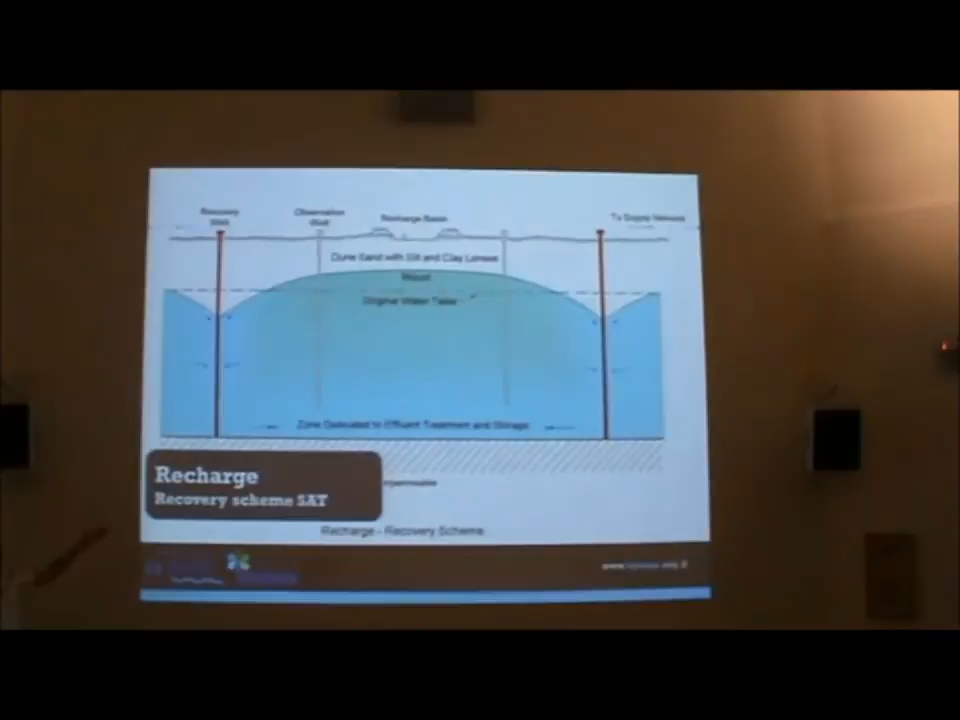 Recovery
Well
Observation
Well
Recharge Basin
To Supply Network
Dune Sand with Silt and Clay Lenses
Mound
Original Water Table
Zone Dedicated to Effluent Treatment and Storage
Recharge
Recovery scheme SAT
Recharge - Recovery Scheme